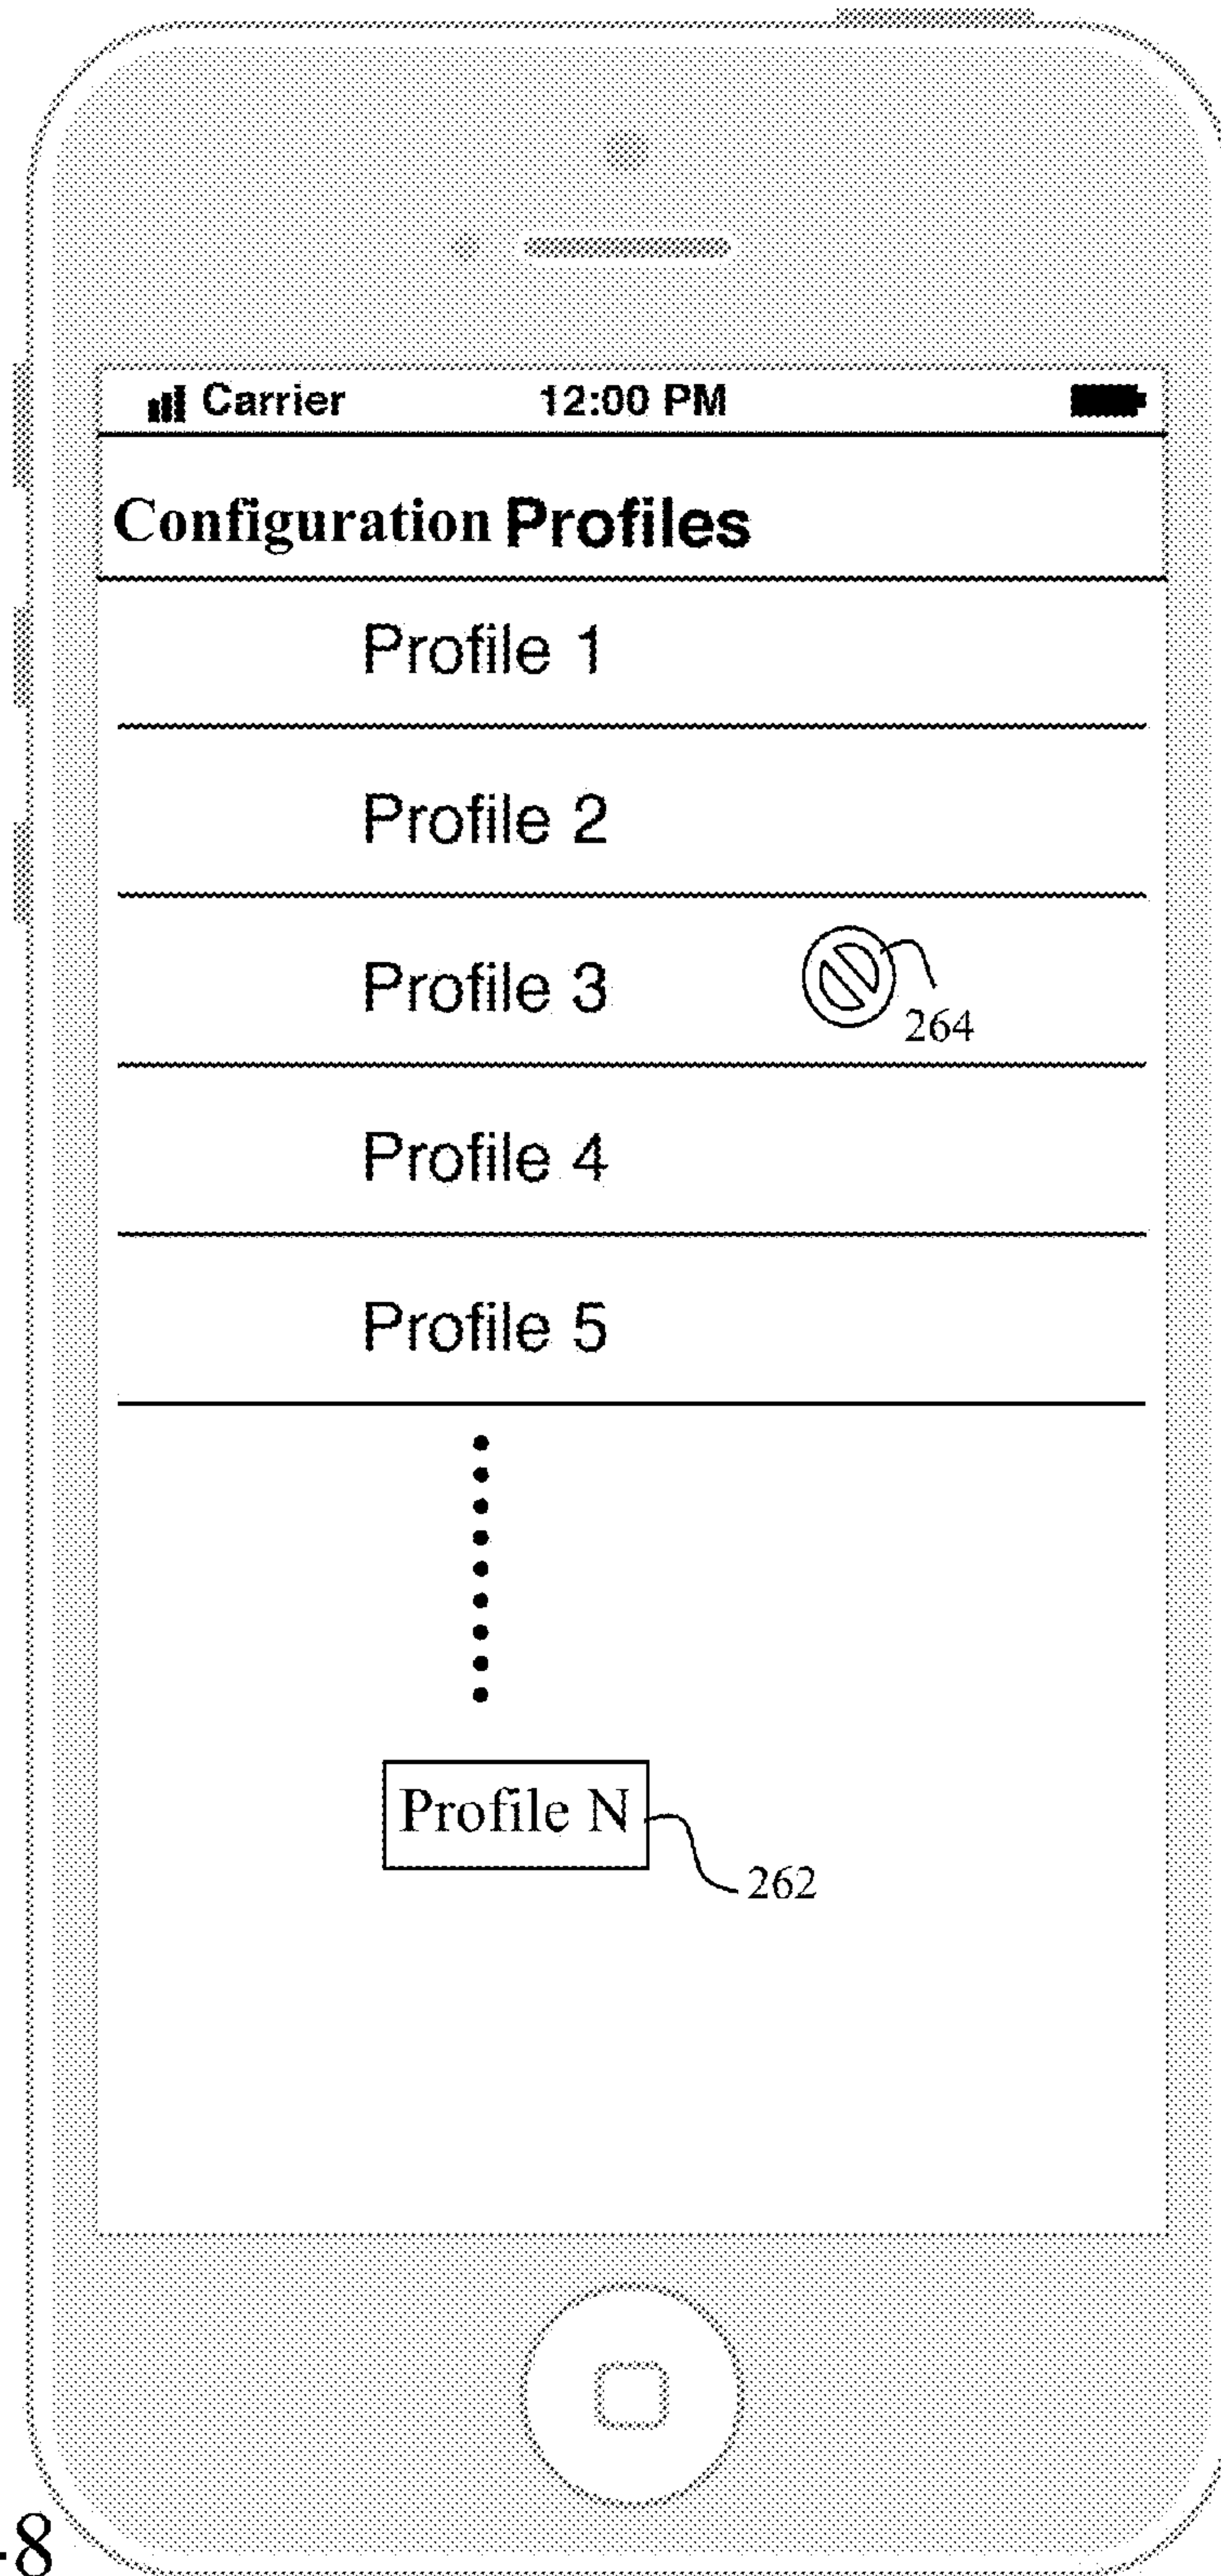 Carrier 12:00 PM
Configuration Profiles
Profile 1
Profile 2
Profile 3
264
Profile 4
Profile 5
Profile N
262
-8